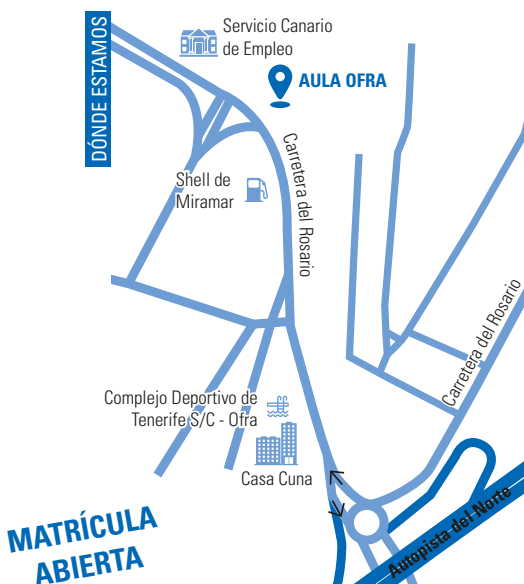 DÓNDE ESTAMOS
Servicio Canario
de Empleo
AULA OFRA
Carretera del Rosario
Shell de
Miramar
Carretera del Rosario
Complejo Deportivo de
Tenerife S/C - Ofra
Casa Cuna
Autopista del Norte
MATRÍCULA
ABIERTA